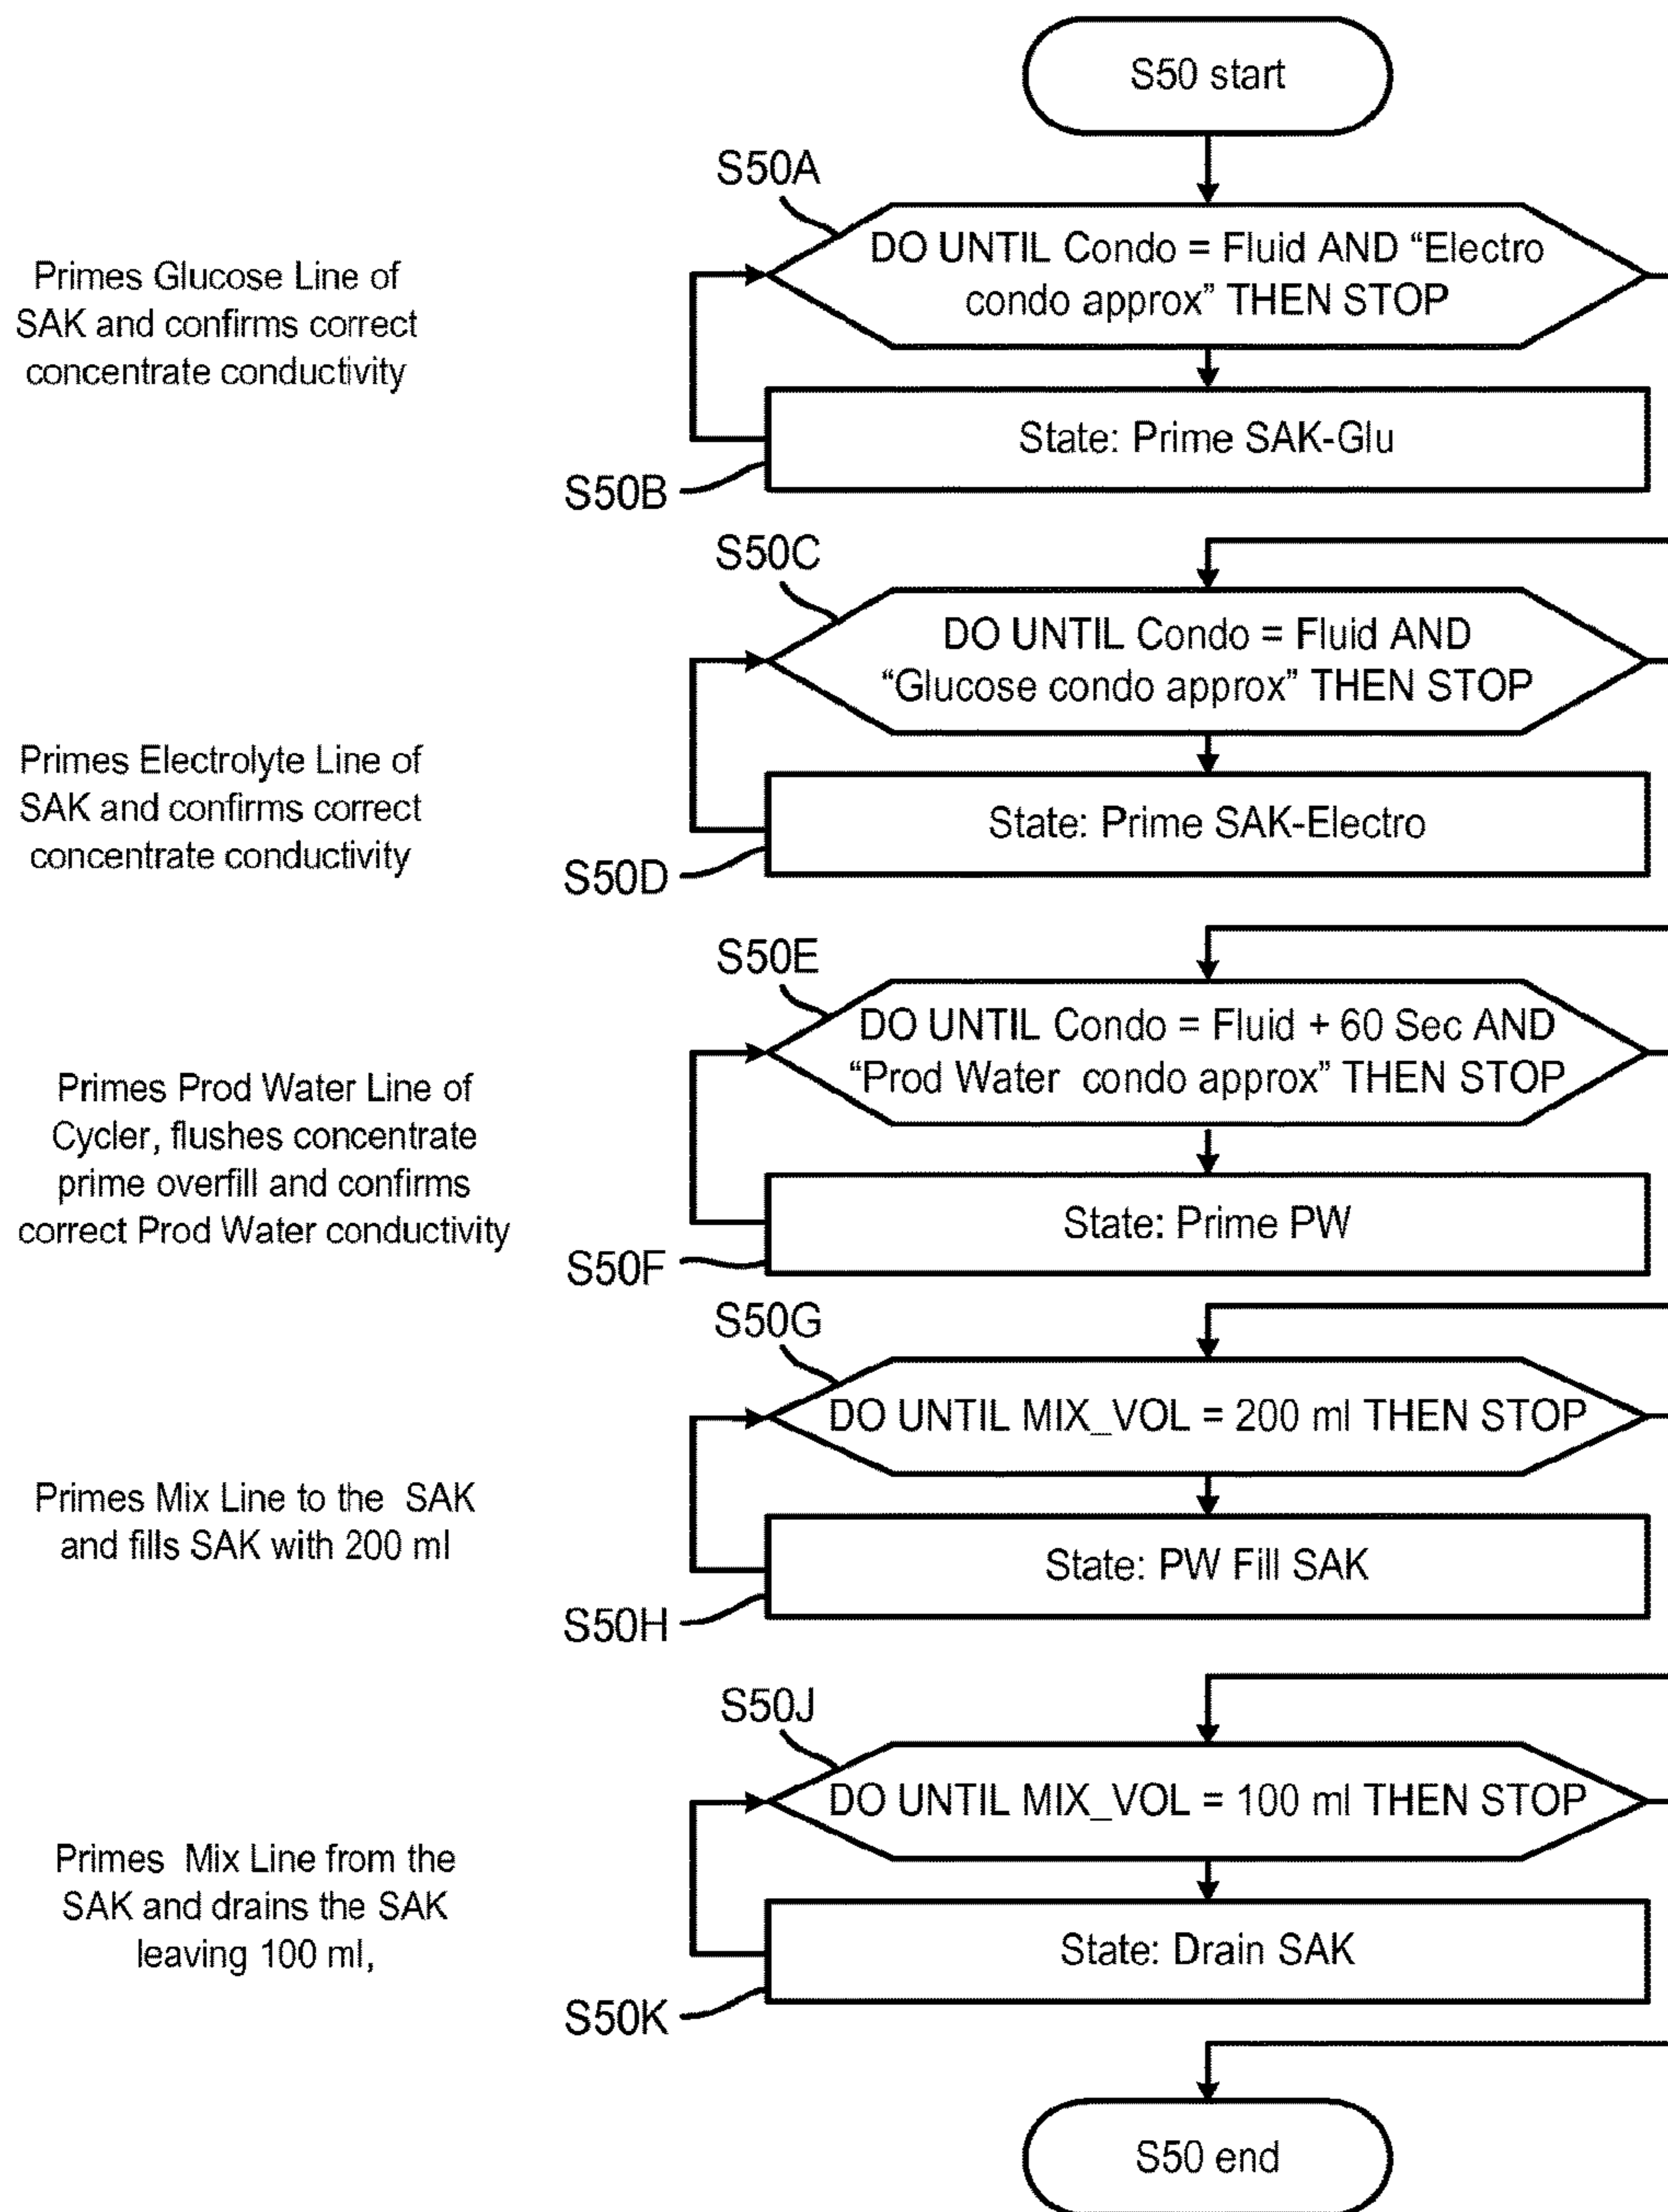 S50 start
S50A
Primes Glucose Line of
SAK and confirms correct
concentrate conductivity
DO UNTIL Condo = Fluid AND “Electro
condo approx” THEN STOP
State: Prime SAK-Glu
S50B
S50C
DO UNTIL Condo = Fluid AND
“Glucose condo approx” THEN STOP
Primes Electrolyte Line of
SAK and confirms correct
concentrate conductivity
State: Prime SAK-Electro
S50D
S50E
DO UNTIL Condo = Fluid + 60 Sec AND
“Prod Water condo approx” THEN STOP
Primes Prod Water Line of
Cycler, flushes concentrate
prime overfill and confirms
correct Prod Water conductivity
State: Prime PW
S50F
S50G
DO UNTIL MIX_VOL = 200 ml THEN STOP
Primes Mix Line to the SAK
and fills SAK with 200 ml
State: PW Fill SAK
S50H
S50J
DO UNTIL MIX_VOL = 100 ml THEN STOP
Primes Mix Line from the
SAK and drains the SAK
leaving 100 ml,
State: Drain SAK
S50K
S50 end